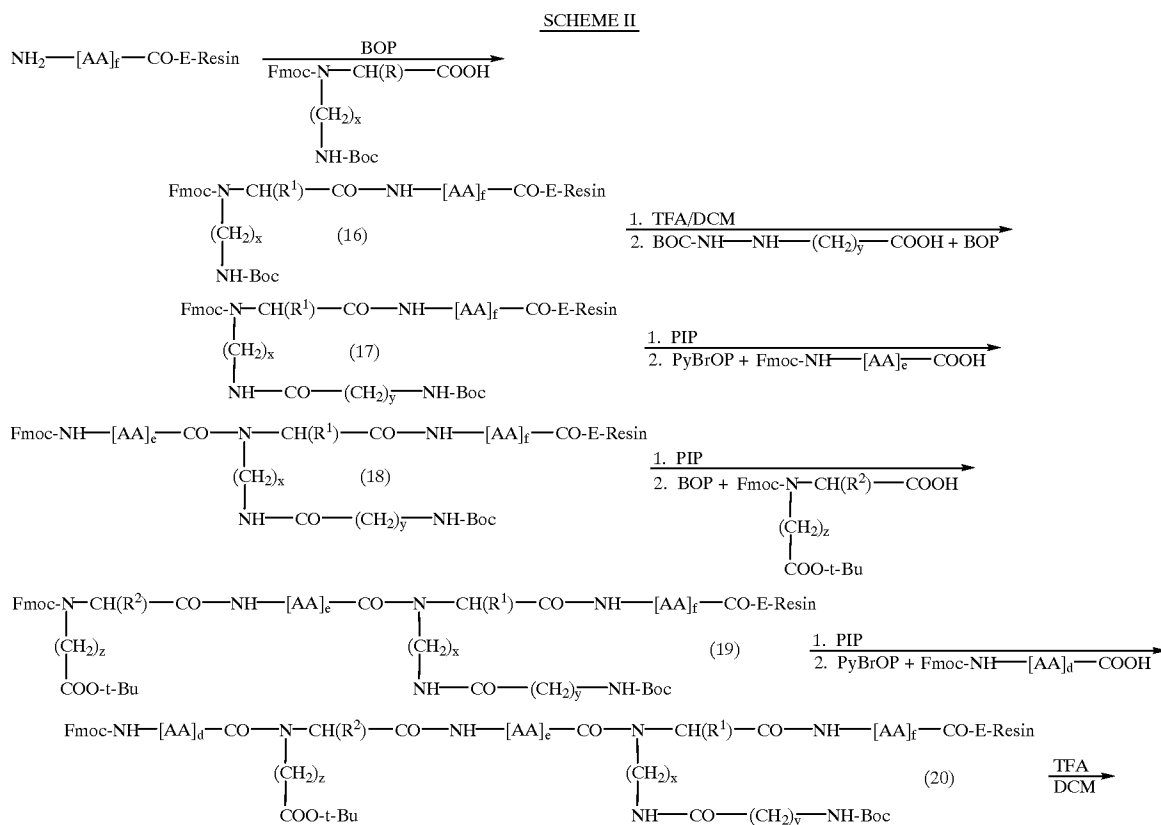 SCHEME II
NH2—[AA]f—CO-E-Resin
BOP
Fmoc-N—CH(R)—COOH
(CH2)x
NH-Boc
Fmoc-N—CH(R1)—CO—NH—[AA]f—CO-E-Resin
(CH2)x
NH-Boc
(16)
1. TFA/DCM
2. BOC-NH—NH—(CH2)y—COOH + BOP
Fmoc-N—CH(R1)—CO—NH—[AA]f—CO-E-Resin
(CH2)x
NH—CO—(CH2)y—NH-Boc
(17)
1. PIP
2. PyBrOP + Fmoc-NH—[AA]e—COOH
Fmoc-NH—[AA]e—CO—N—CH(R1)—CO—NH—[AA]f—CO-E-Resin
(CH2)x
NH—CO—(CH2)y—NH-Boc
(18)
1. PIP
2. BOP + Fmoc-N—CH(R2)—COOH
(CH2)z
COO-t-Bu
Fmoc-N—CH(R2)—CO—NH—[AA]e—CO—N—CH(R1)—CO—NH—[AA]f—CO-E-Resin
(CH2)z
COO-t-Bu
(CH2)x
NH—CO—(CH2)y—NH-Boc
(19)
1. PIP
2. PyBrOP + Fmoc-NH—[AA]d—COOH
Fmoc-NH—[AA]d—CO—N—CH(R2)—CO—NH—[AA]e—CO—N—CH(R1)—CO—NH—[AA]f—CO-E-Resin
(CH2)z
COO-t-Bu
(CH2)x
NH—CO—(CH2)y—NH-Boc
(20)
TFA
DCM